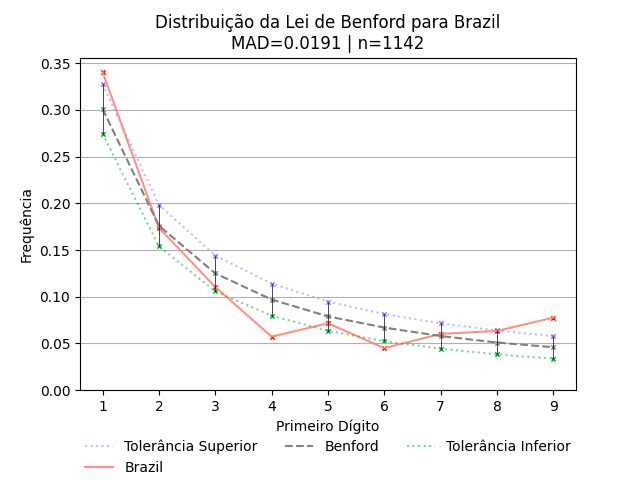 Distribuição da Lei de Benford para Brazil
MAD=0.0191 | n=1142
0.35
0.30
0.25
0.20
0.15
0.10
0.05
0.00
Frequência
1 2 3 4 5 6 7 8 9
Primeiro Dígito
Tolerância Superior Benford Tolerância Inferior
Brazil